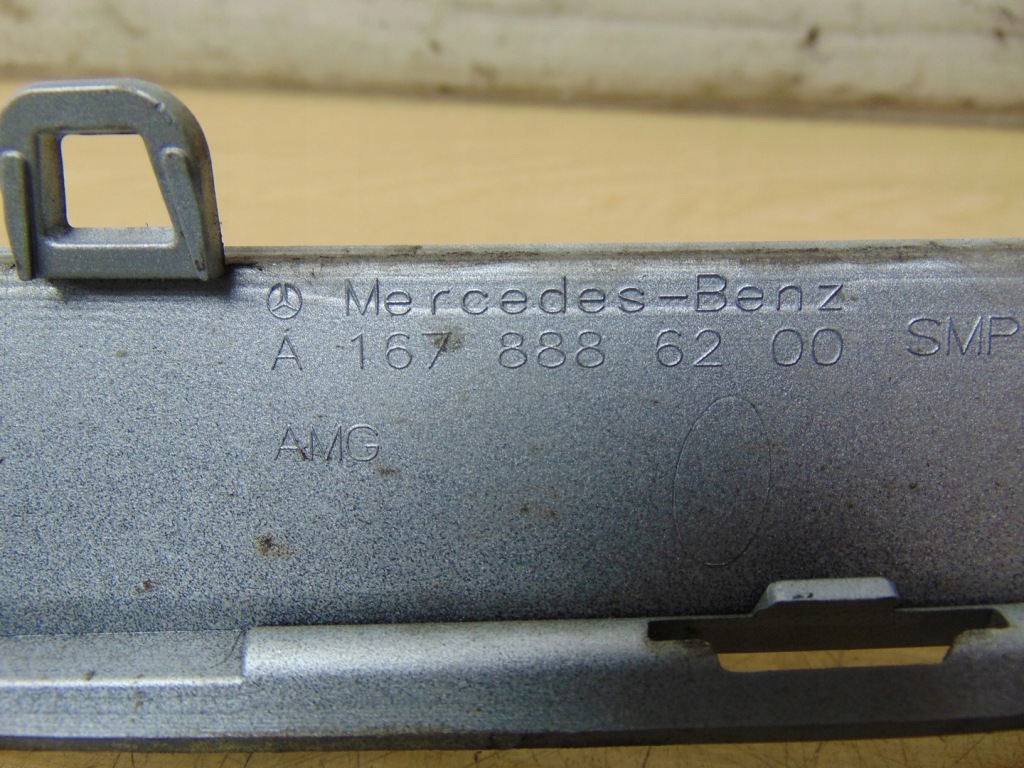 Mercedes-Benz
A 167 888 62 00 SMP
AMG